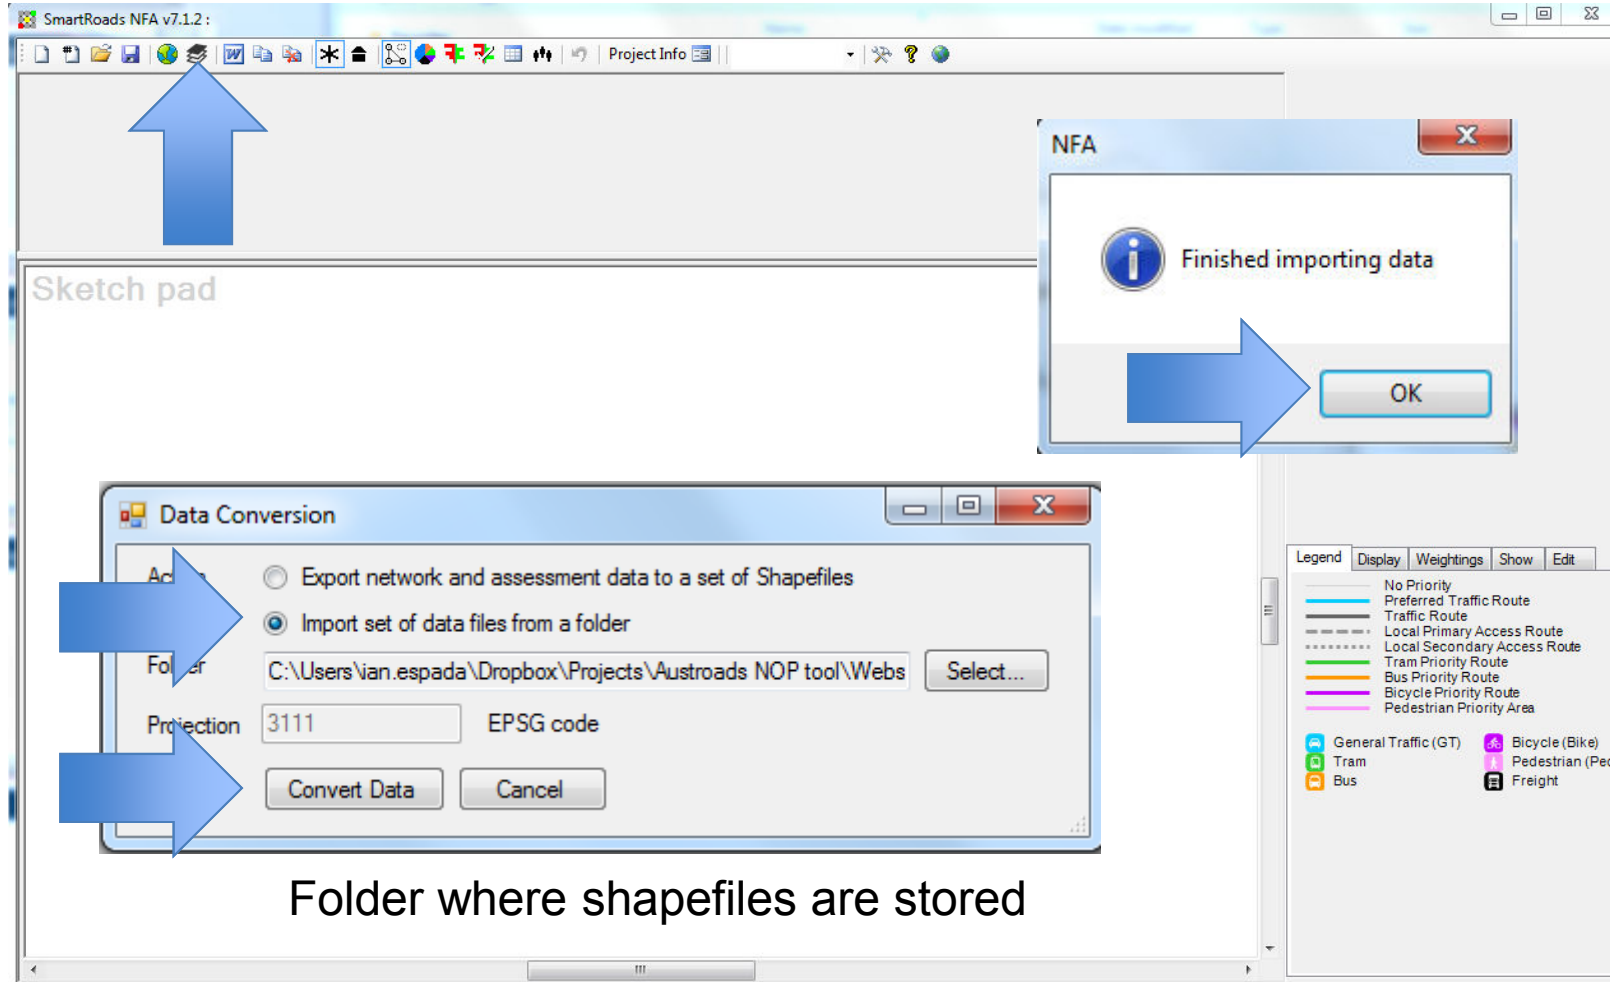 SmartRoads NFA v7.1.2 :
Project Info
NFA
Finished importing data
OK
Sketch pad
Data Conversion
Export network and assessment data to a set of Shapefiles
Import set of data files from a folder
C:\Users\ian.espada\Dropbox\Projects\Austroads NOP tool\Webs
Select...
Projection
3111
EPSG code
Convert Data
Cancel
Folder where shapefiles are stored
Legend
Display
Weightings
Show
Edit
No Priority
Preferred Traffic Route
Traffic Route
Local Primary Access Route
Local Secondary Access Route
Tram Priority Route
Bus Priority Route
Bicycle Priority Route
Pedestrian Priority Area
General Traffic (GT)
Bicycle (Bike)
Tram
Pedestrian (Ped
Bus
Freight